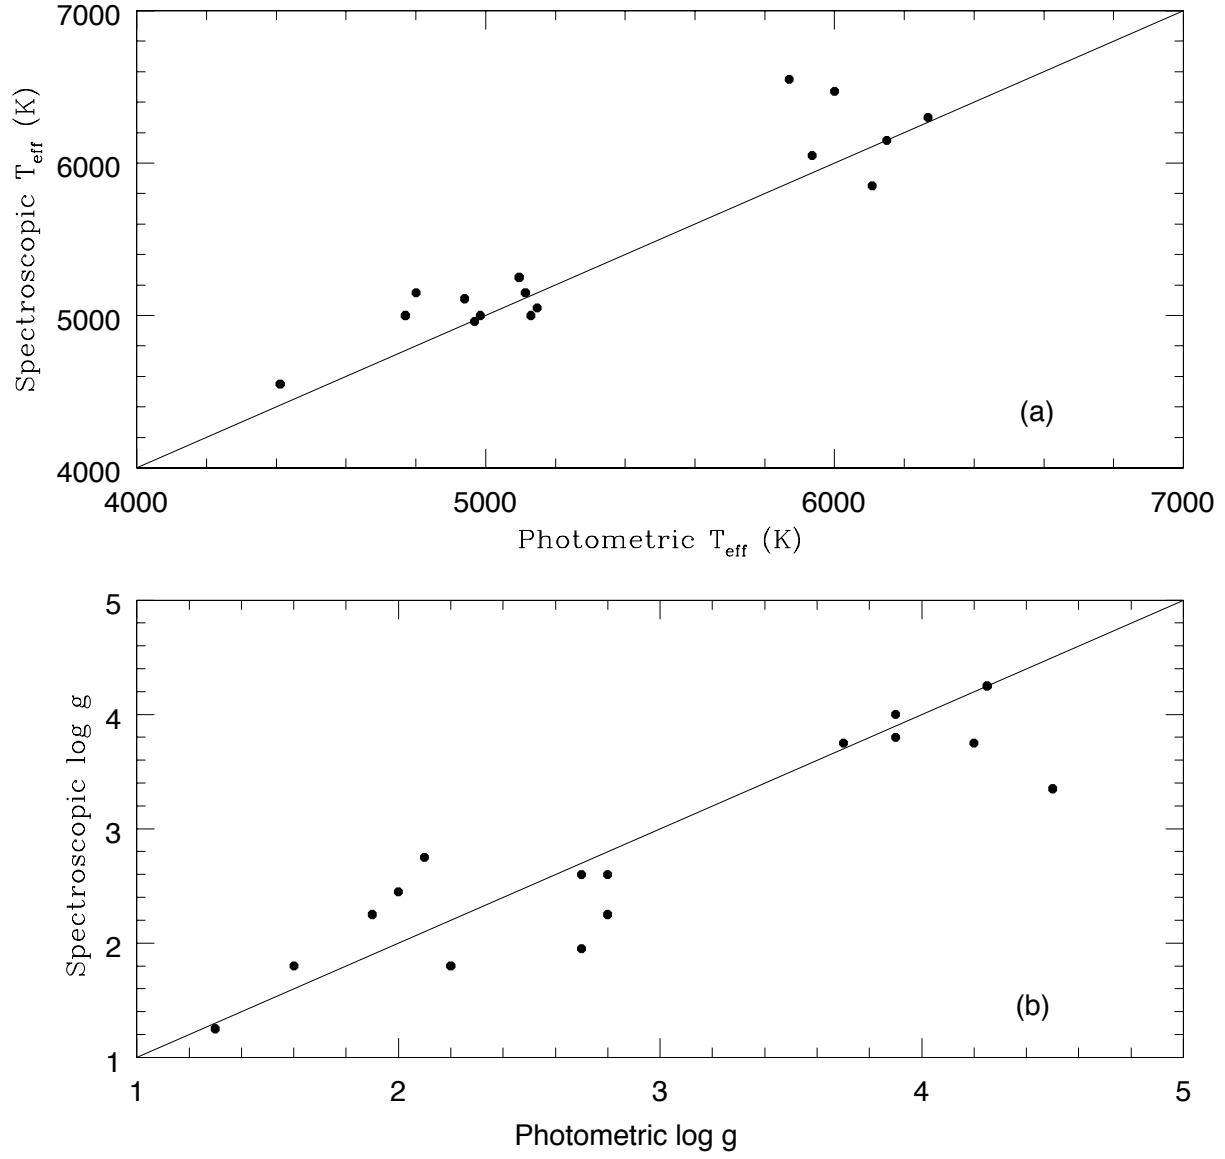 7000
6000
5000
4000
Spectroscopic T_eff (K)
(a)
4000 5000 6000 7000
Photometric T_eff (K)
5
4
3
2
1
Spectroscopic log g
(b)
1 2 3 4 5
Photometric log g